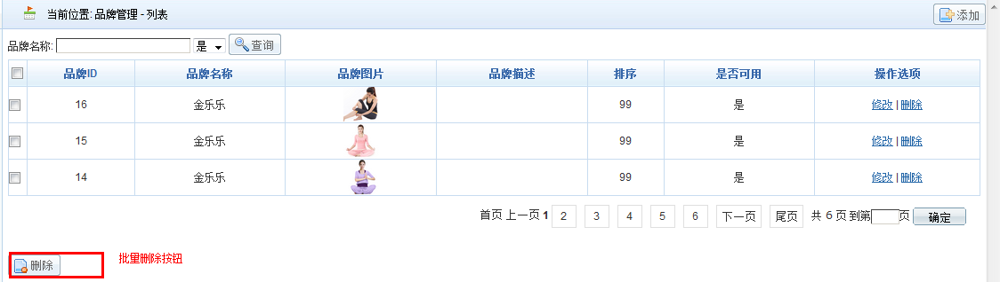 当前位置: 品牌管理 - 列表 添加
品牌名称: 是 查询
品牌ID 品牌名称 品牌图片 品牌描述 排序 是否可用 操作选项
16 金乐乐 99 是 修改 | 删除
15 金乐乐 99 是 修改 | 删除
14 金乐乐 99 是 修改 | 删除
首页 上一页 1 2 3 4 5 6 下一页 尾页 共 6 页 到第 页 确定
删除 批量删除按钮